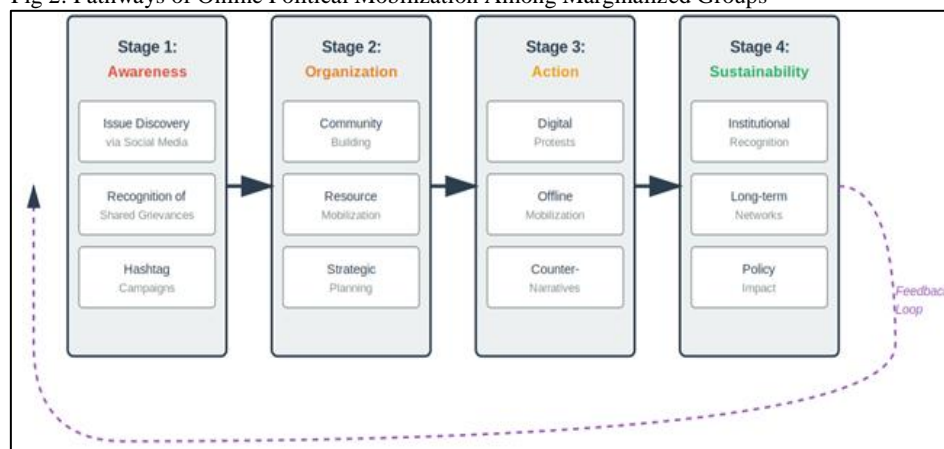 Fig 2: Pathways of Online Political Mobilization Among Marginalized Groups
Stage 1:
Awareness
Issue Discovery
via Social Media
Recognition of
Shared Grievances
Hashtag
Campaigns
Stage 2:
Organization
Community
Building
Resource
Mobilization
Strategic
Planning
Stage 3:
Action
Digital
Protests
Offline
Mobilization
Counter-
Narratives
Stage 4:
Sustainability
Institutional
Recognition
Long-term
Networks
Policy
Impact
Feedback
Loop